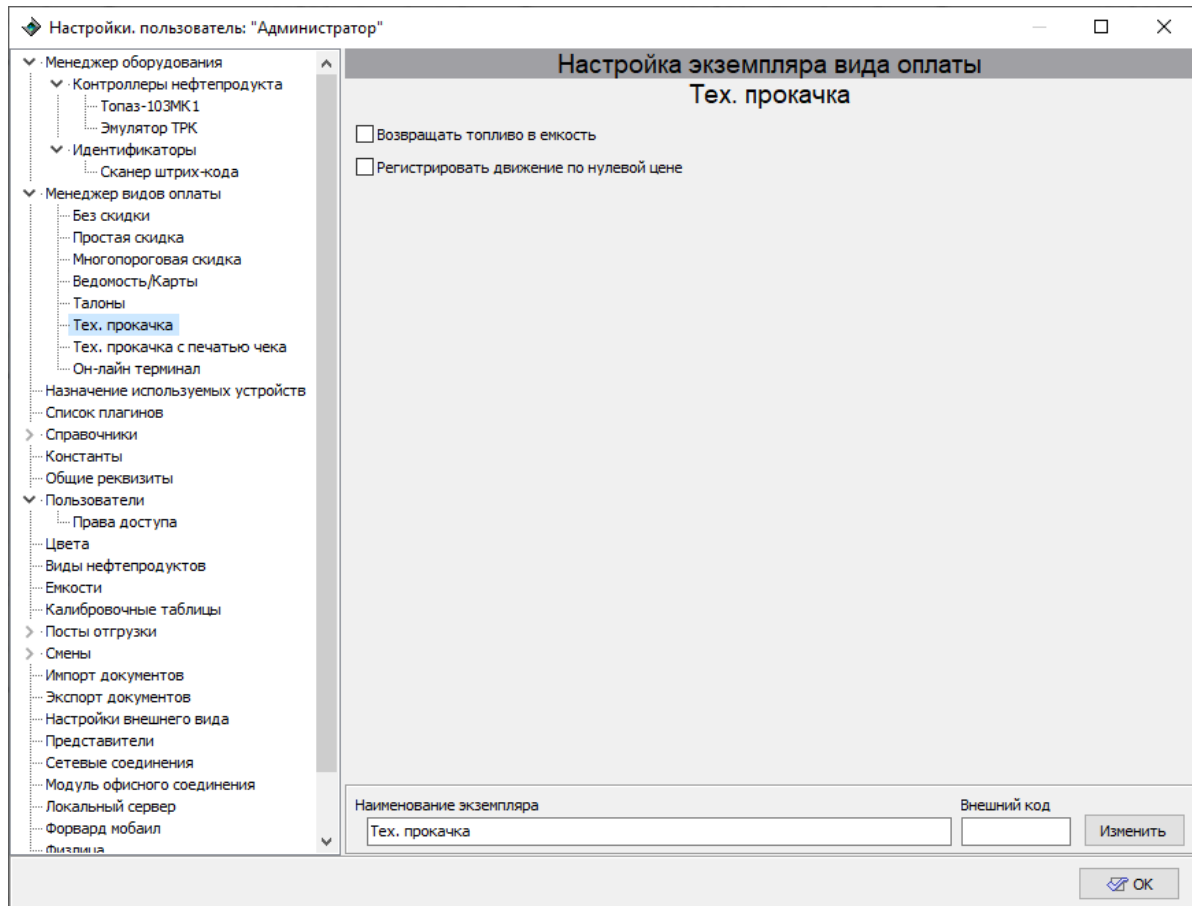 Настройки. пользователь: "Администратор"
Менеджер оборудования
Контроллеры нефтепродукта
Топаз-103МК1
Эмулятор ТРК
Идентификаторы
Сканер штрих-кода
Менеджер видов оплаты
Без скидки
Простая скидка
Многопороговая скидка
Ведомость/Карты
Талоны
Тех. прокачка
Тех. прокачка с печатью чека
Он-лайн терминал
Назначение используемых устройств
Список плагинов
Справочники
Константы
Общие реквизиты
Пользователи
Права доступа
Цвета
Виды нефтепродуктов
Емкости
Калибровочные таблицы
Посты отгрузки
Смены
Импорт документов
Экспорт документов
Настройки внешнего вида
Представители
Сетевые соединения
Модуль офисного соединения
Локальный сервер
Форвард мобаил
Физлица
Настройка экземпляра вида оплаты
Тех. прокачка
Возвращать топливо в емкость
Регистрировать движение по нулевой цене
Наименование экземпляра
Внешний код
Тех. прокачка
Изменить
OK